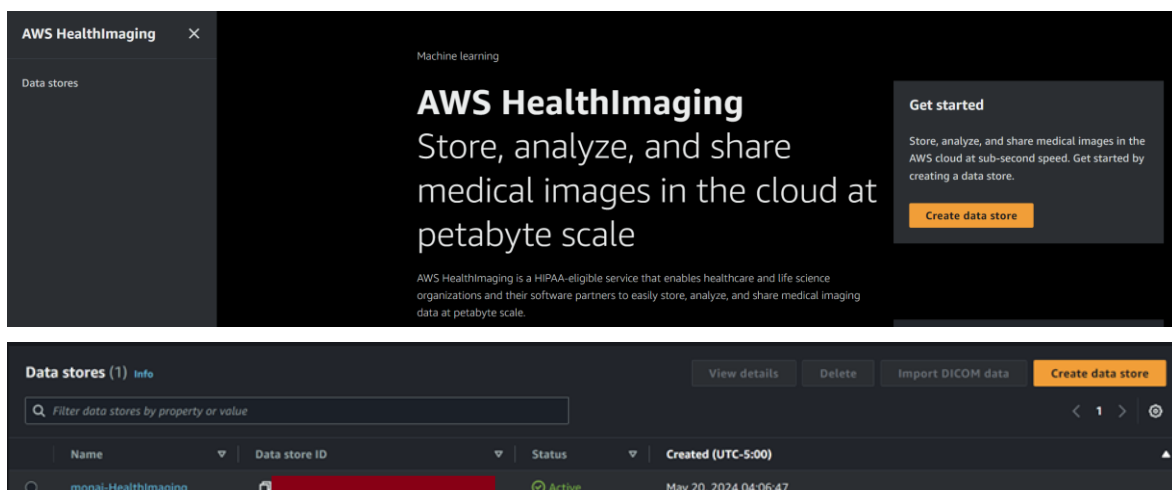 AWS HealthImaging
Data stores
Machine learning
AWS HealthImaging
Store, analyze, and share
medical images in the cloud at
petabyte scale
AWS HealthImaging is a HIPAA-eligible service that enables healthcare and life science
organizations and their software partners to easily store, analyze, and share medical imaging
data at petabyte scale.
Get started
Store, analyze, and share medical images in the
AWS cloud at sub-second speed. Get started by
creating a data store.
Create data store
Data stores (1) Info
View details
Delete
Import DICOM data
Create data store
Filter data stores by property or value
1
Name
Data store ID
Status
Created (UTC-5:00)
monai-HealthImaging
Active
May 20, 2024 04:06:47